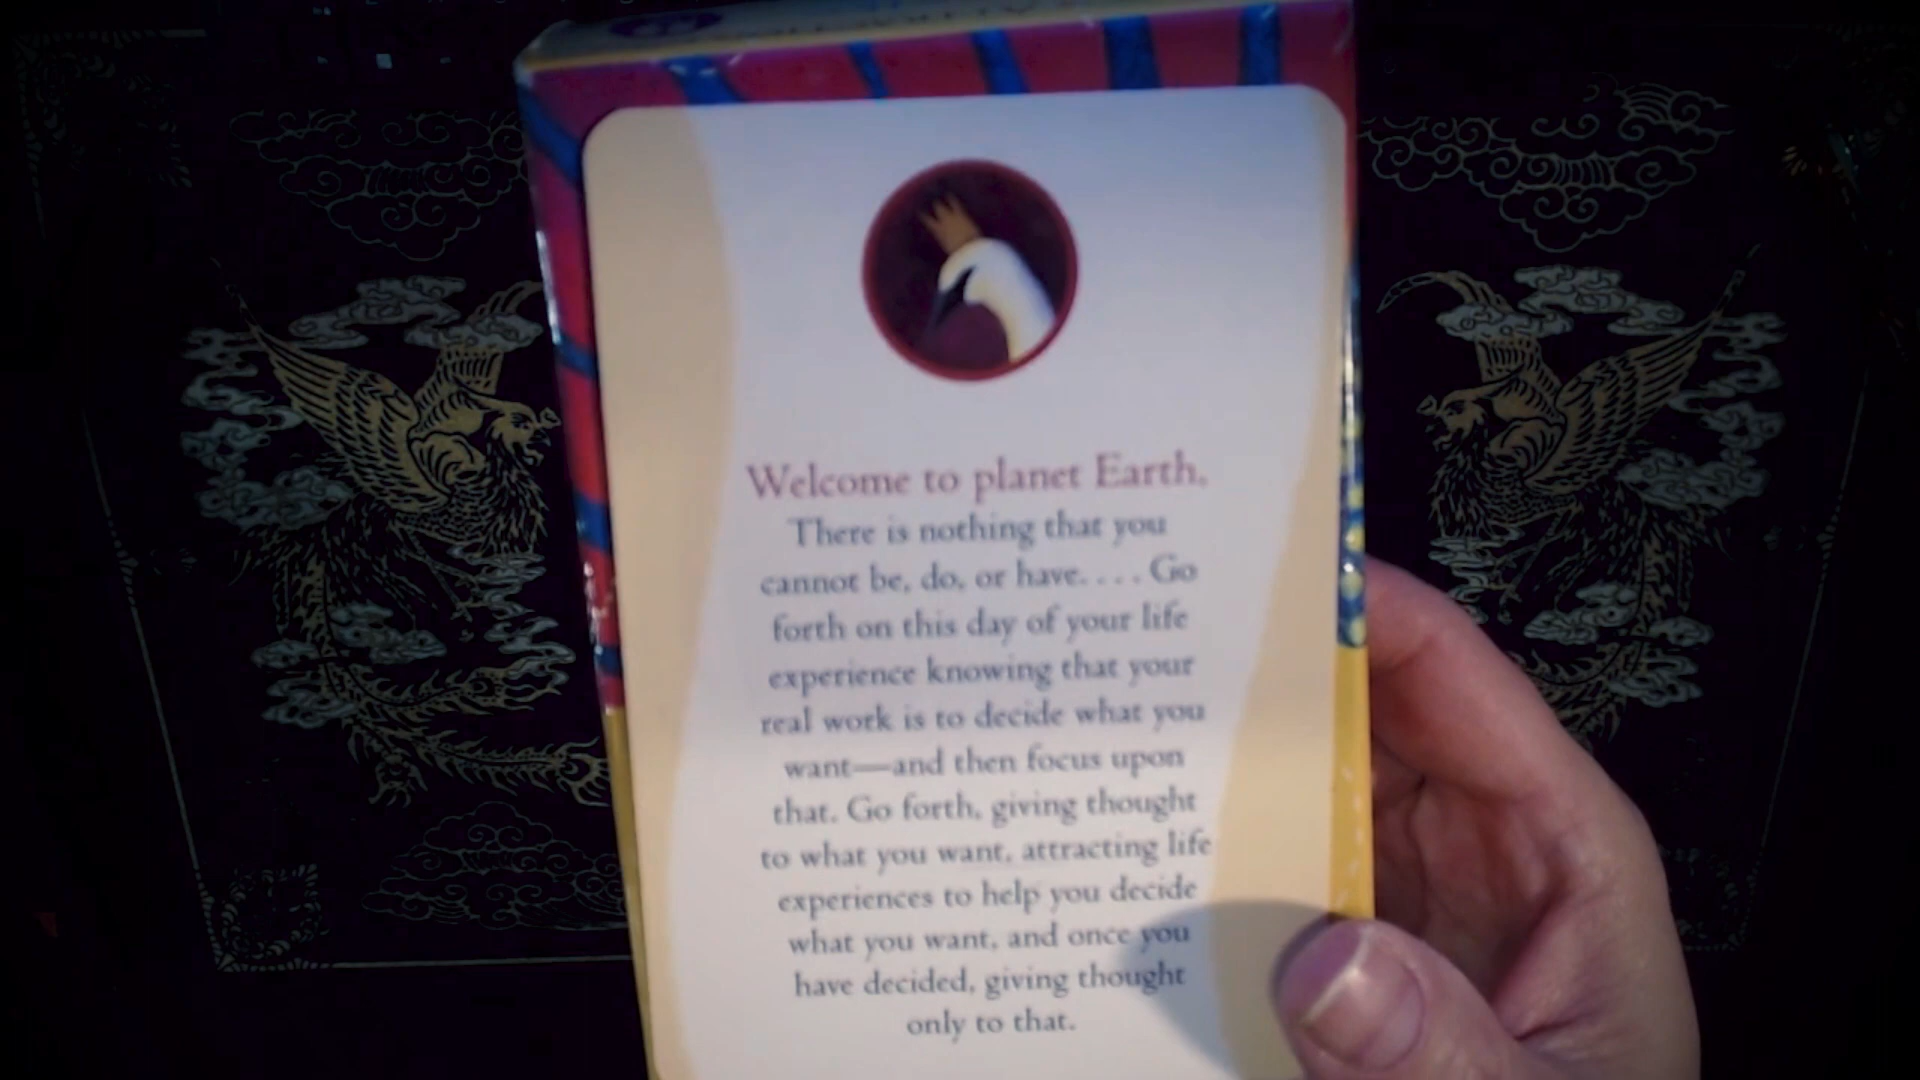 Welcome to planet Earth.
There is nothing that you
cannot be, do, or have. . . . Go
forth on this day of your life
experience knowing that your
real work is to decide what you
want—and then focus upon
that. Go forth, giving thought
to what you want, attracting life
experiences to help you decide
what you want, and once you
have decided, giving thought
only to that.